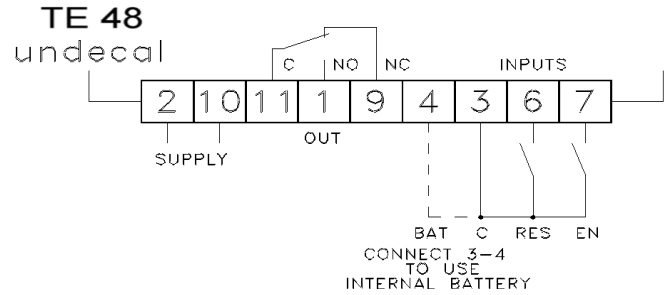 TE 48
undecal
C NO NC INPUTS
2 10 11 1 9 4 3 6 7
SUPPLY OUT
BAT C RES EN
CONNECT 3-4
TO USE
INTERNAL BATTERY